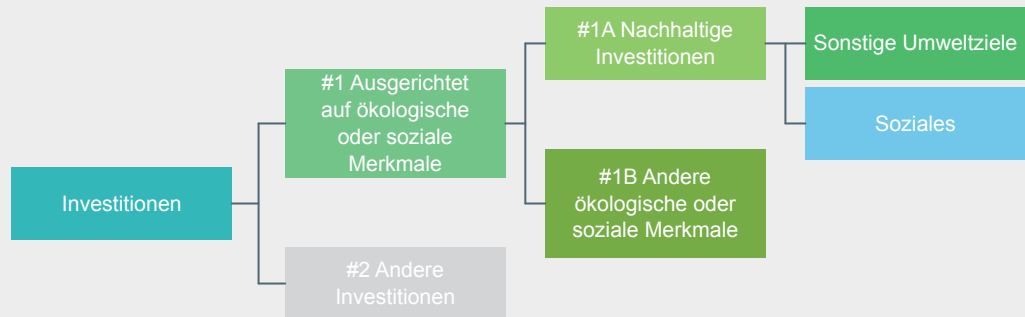 Investitionen
#1 Ausgerichtet
auf ökologische
oder soziale
Merkmale
#2 Andere
Investitionen
#1A Nachhaltige
Investitionen
#1B Andere
ökologische oder
soziale Merkmale
Sonstige Umweltziele
Soziales